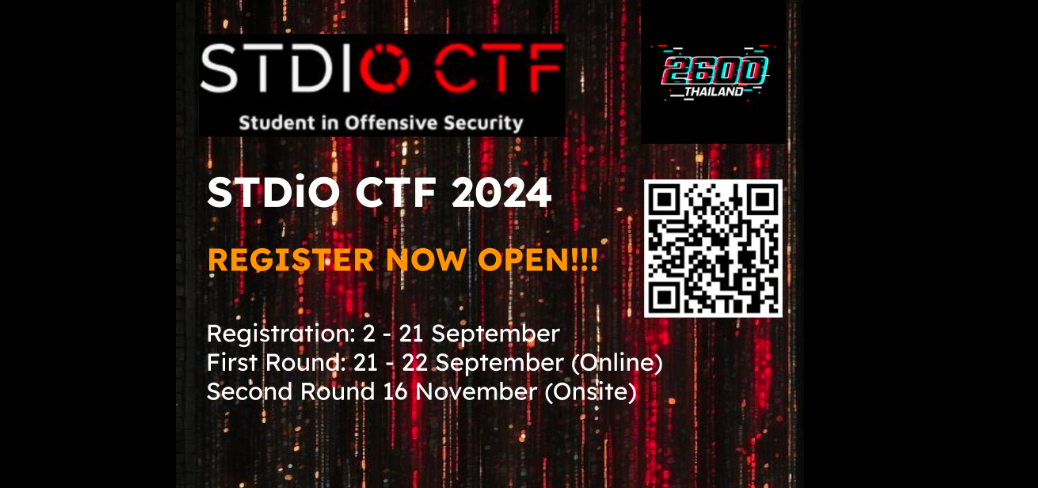 STDIO CTF
Student in Offensive Security
2600
THAILAND
STDiO CTF 2024
REGISTER NOW OPEN!!!
Registration: 2 - 21 September
First Round: 21 - 22 September (Online)
Second Round 16 November (Onsite)